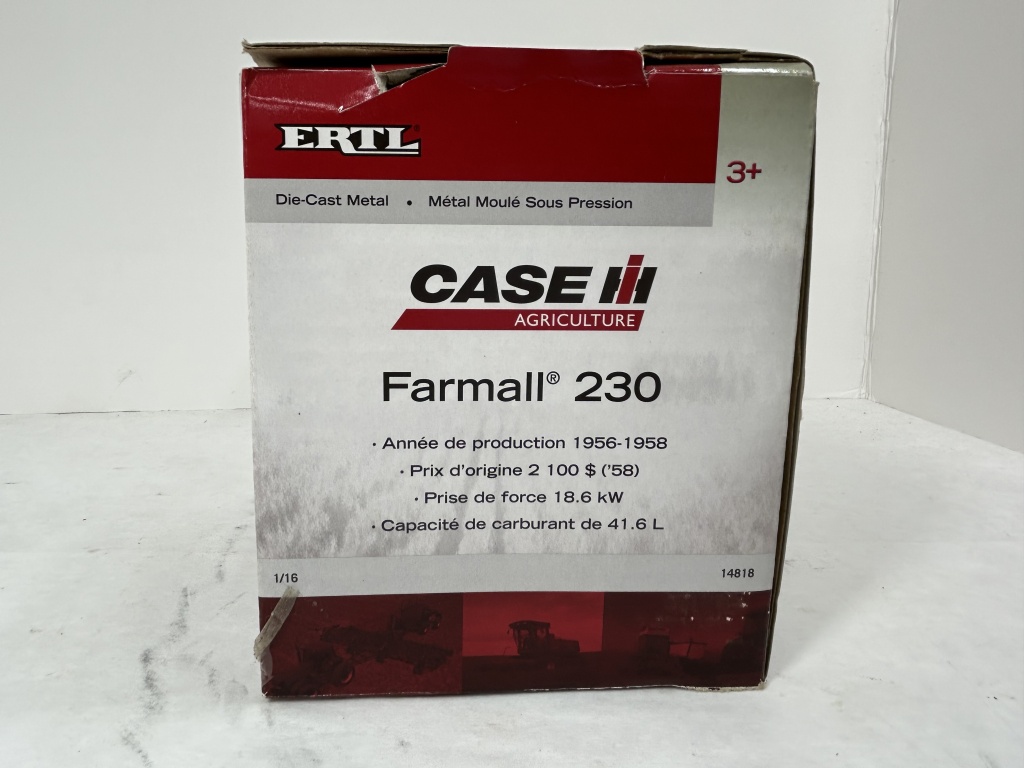 ERTL
3+
Die-Cast Metal • Métal Moulé Sous Pression
CASE IH
AGRICULTURE
Farmall® 230
· Année de production 1956-1958
· Prix d'origine 2 100 $ ('58)
· Prise de force 18.6 kW
· Capacité de carburant de 41.6 L
1/16
14818